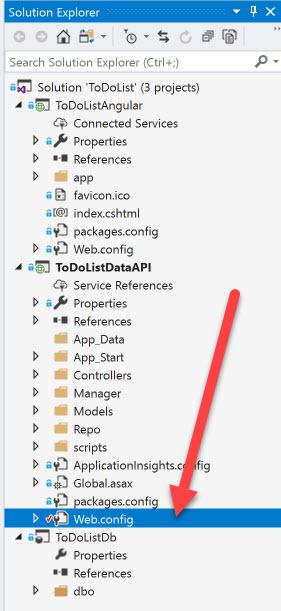 Solution Explorer
Search Solution Explorer (Ctrl+;)
Solution 'ToDoList' (3 projects)
ToDoListAngular
Connected Services
Properties
References
app
favicon.ico
index.cshtml
packages.config
Web.config
ToDoListDataAPI
Service References
Properties
References
App_Data
App_Start
Controllers
Manager
Models
Repo
scripts
ApplicationInsights.config
Global.asax
packages.config
Web.config
ToDoListDb
Properties
References
dbo